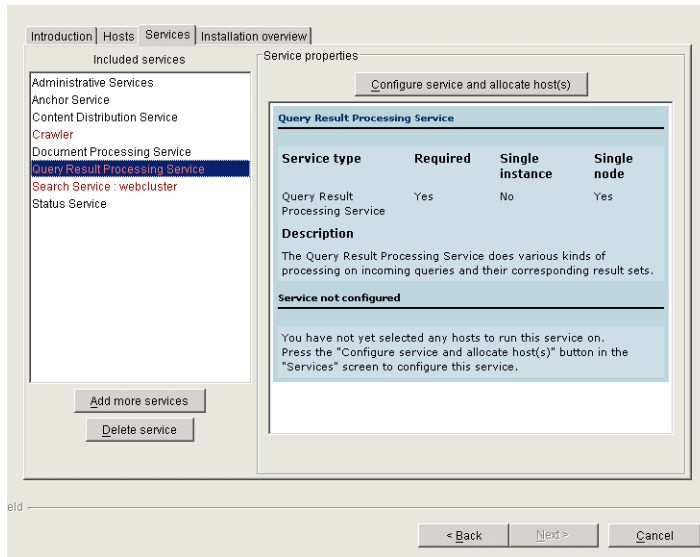 Introduction Hosts Services Installation overview
Included services
Administrative Services
Anchor Service
Content Distribution Service
Crawler
Document Processing Service
Query Result Processing Service
Search Service : webcluster
Status Service
Add more services
Delete service
Service properties
Configure service and allocate host(s)
Query Result Processing Service
Service type Required Single instance Single node
Query Result Processing Service Yes No Yes
Description
The Query Result Processing Service does various kinds of
processing on incoming queries and their corresponding result sets.
Service not configured
You have not yet selected any hosts to run this service on.
Press the "Configure service and allocate host(s)" button in the
"Services" screen to configure this service.
eld
< Back Next > Cancel